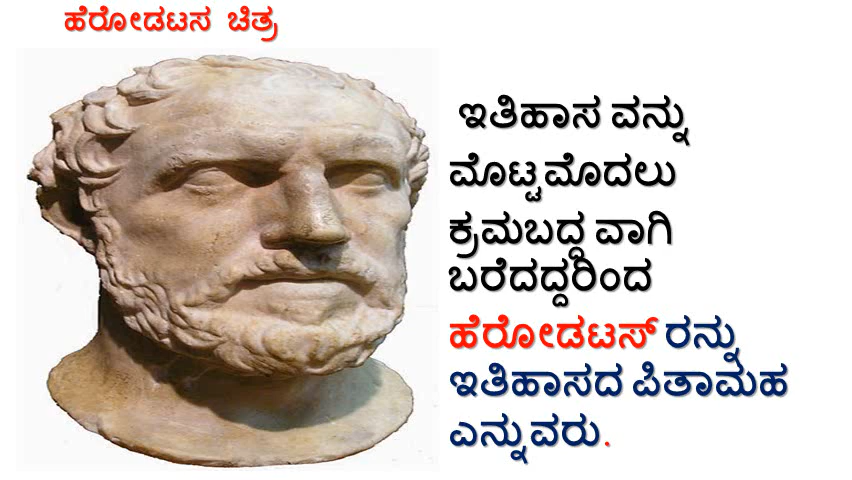 ಹೆರೋಡಟಸ ಚಿತ್ರ
ಇತಿಹಾಸ ವನ್ನು
ಮೊಟ್ಟಮೊದಲು
ಕ್ರಮಬದ್ಧ ವಾಗಿ
ಬರೆದದ್ದರಿಂದ
ಹೆರೋಡಟಸ್ ರನ್ನು
ಇತಿಹಾಸದ ಪಿತಾಮಹ
ಎನ್ನುವರು.